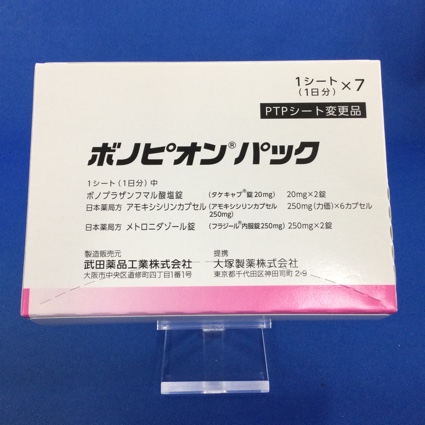 1シート
(1日分) ×7
PTPシート変更品
ボノピオン®パック
1シート(1日分)中
ボノプラザンフマル酸塩錠 (タケキャブ®錠20mg) 20mg×2錠
日本薬局方 アモキシシリンカプセル (アモキシシリンカプセル 250mg(力価)×6カプセル
250mg)
日本薬局方 メトロニダゾール錠 (フラジール®内服錠250mg) 250mg×2錠
製造販売元 提携
武田薬品工業株式会社 大塚製薬株式会社
大阪市中央区道修町四丁目1番1号 東京都千代田区神田司町2-9